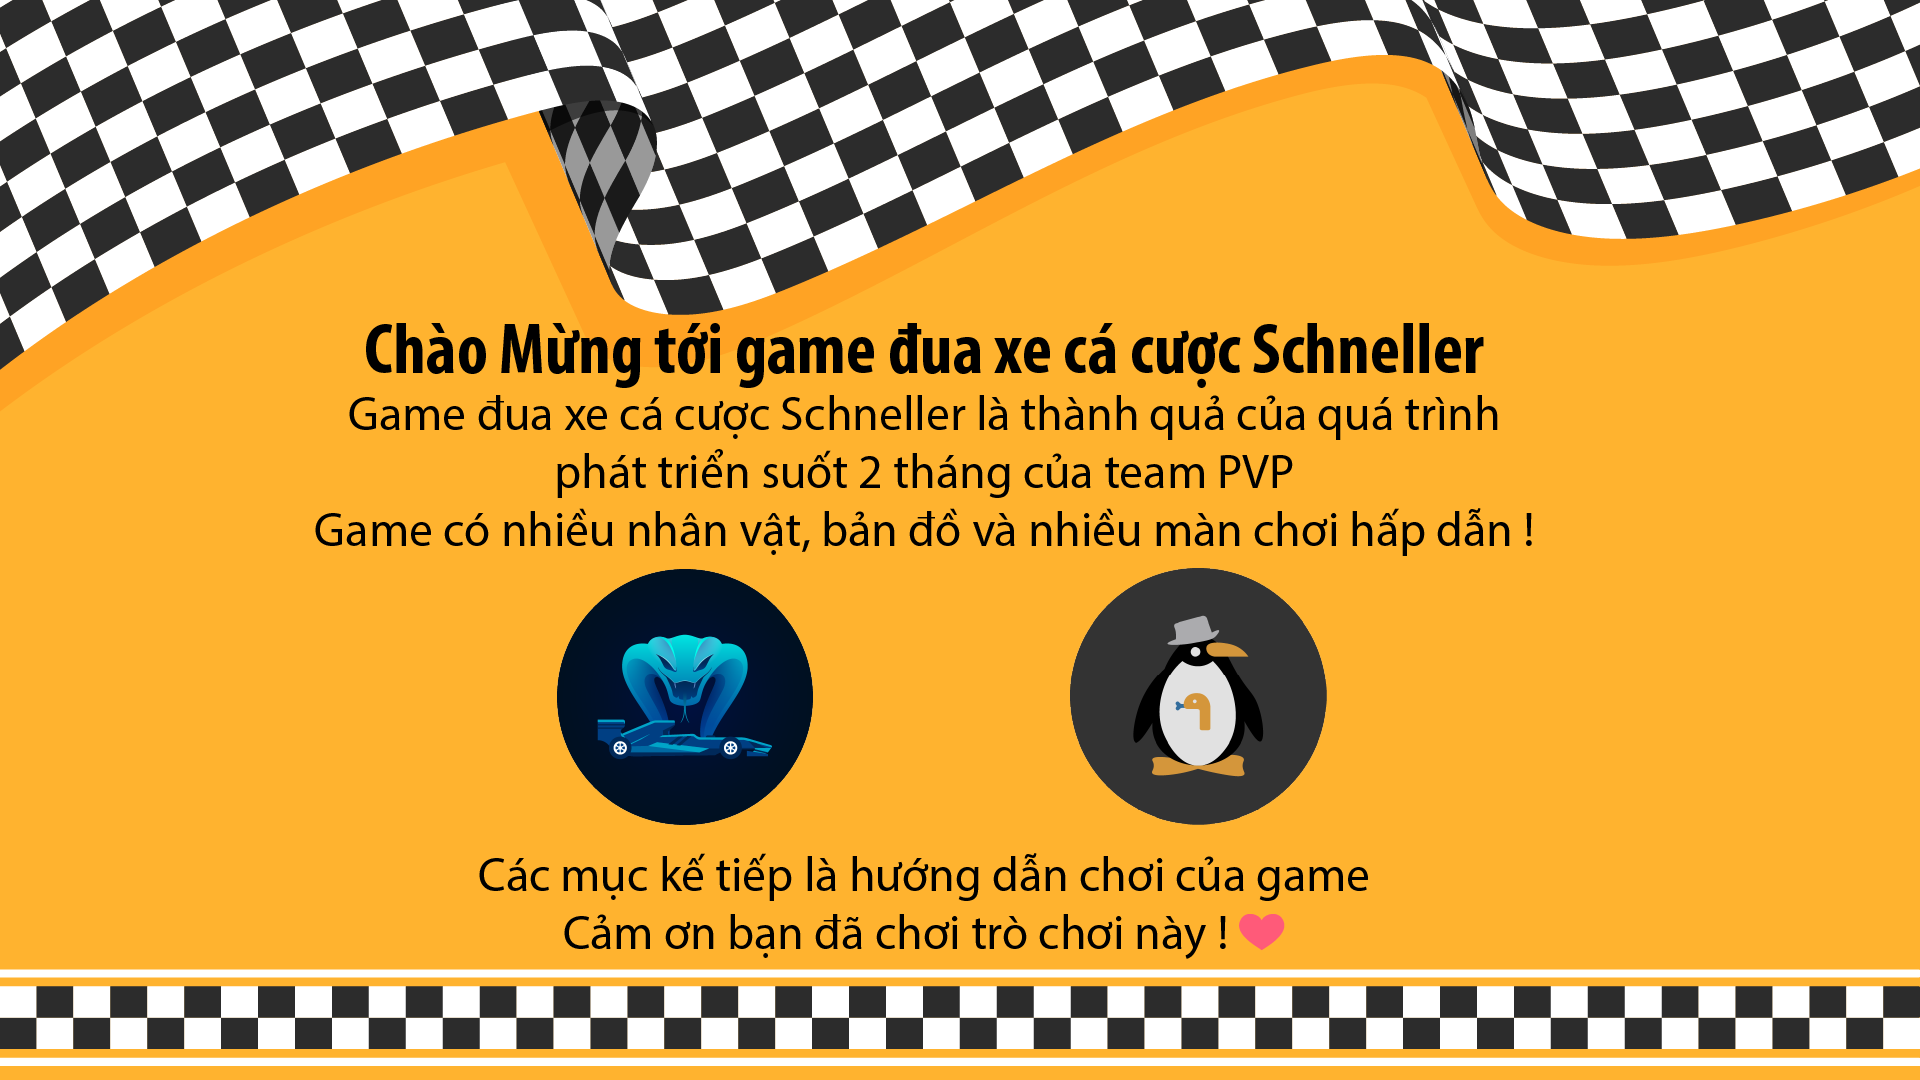 Chào Mừng tới game đua xe cá cược Schneller
Game đua xe cá cược Schneller là thành quả của quá trình
phát triển suốt 2 tháng của team PVP
Game có nhiều nhân vật, bản đồ và nhiều màn chơi hấp dẫn !
Các mục kế tiếp là hướng dẫn chơi của game
Cảm ơn bạn đã chơi trò chơi này !